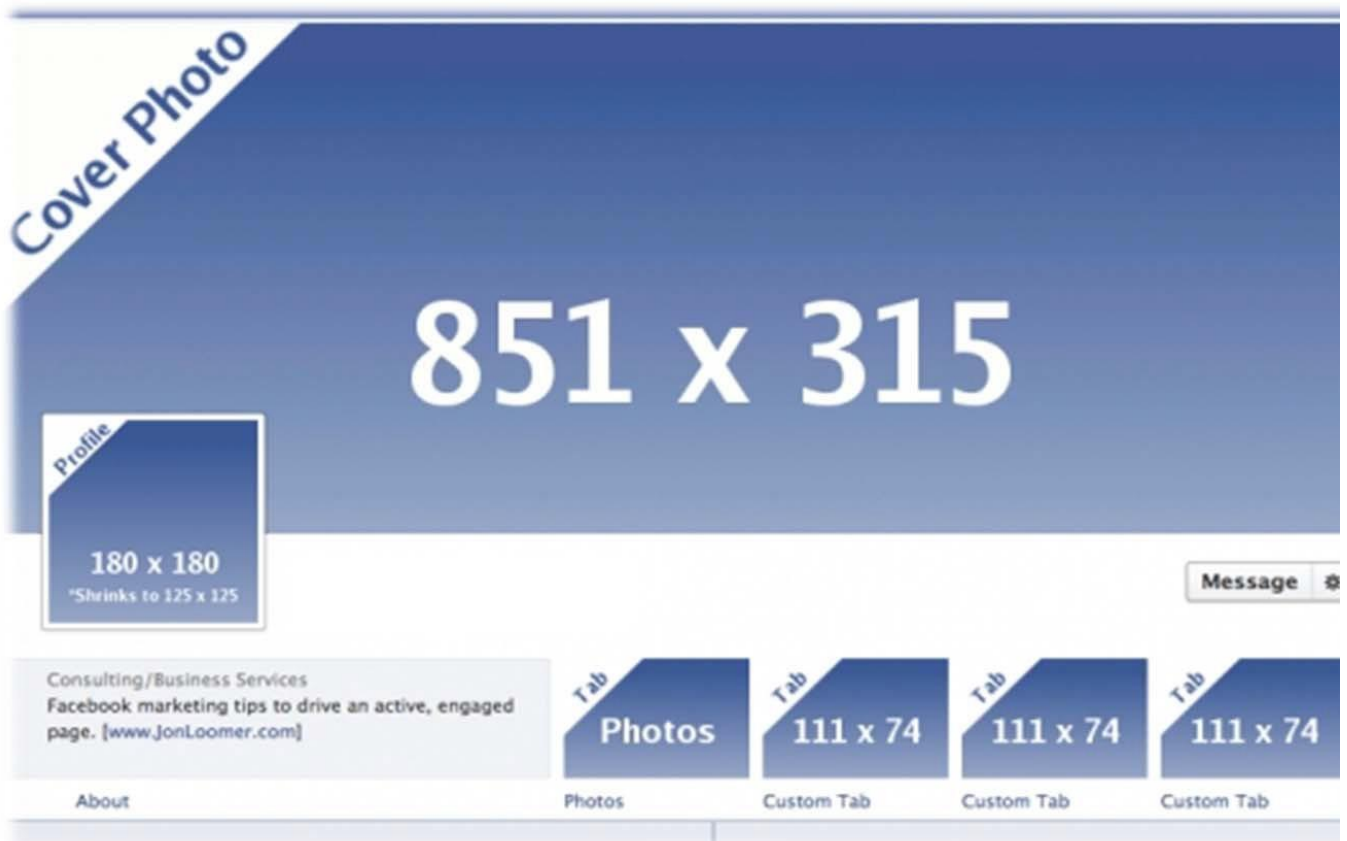 Cover Photo
851 x 315
Profile
180 x 180
*Shrinks to 125 x 125
Message
Consulting/Business Services
Facebook marketing tips to drive an active, engaged
page. [www.JonLoomer.com]
Tab
Photos
Tab
111 x 74
Tab
111 x 74
Tab
111 x 74
About
Photos
Custom Tab
Custom Tab
Custom Tab